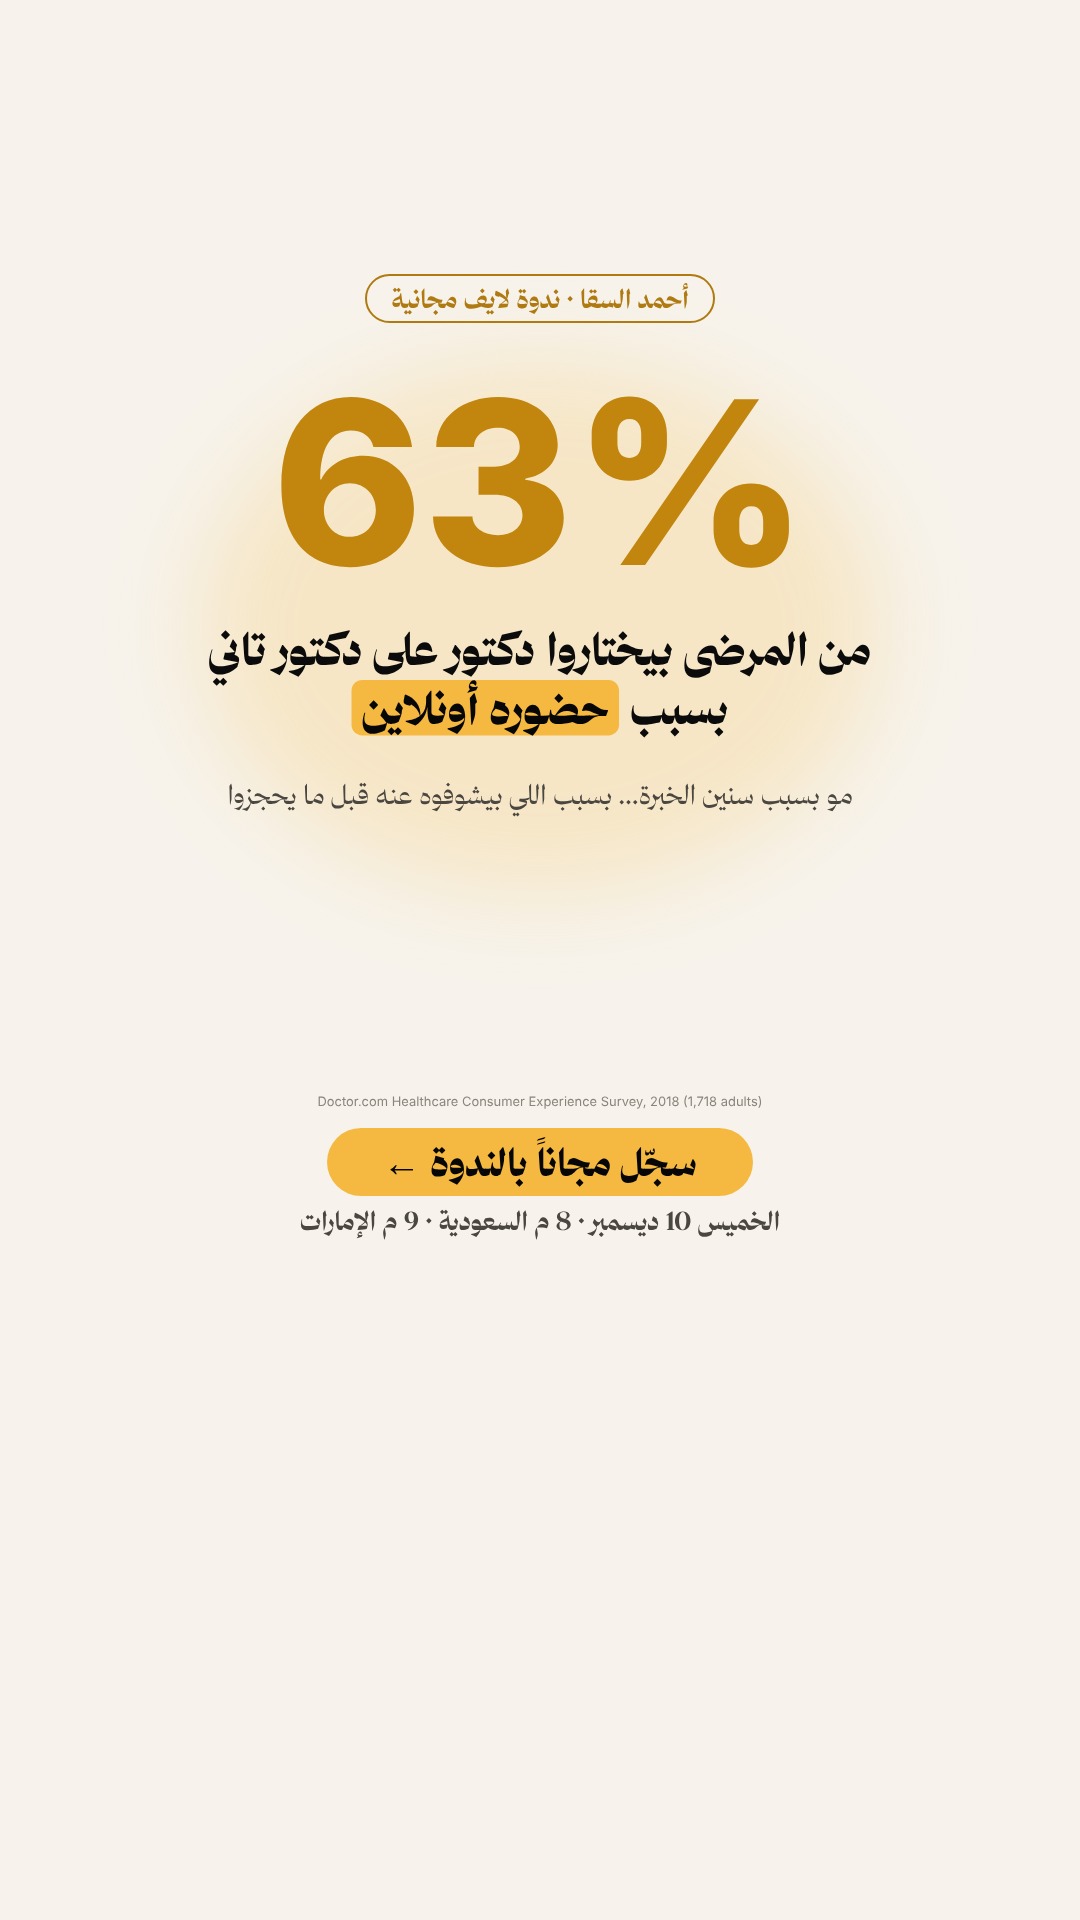 أحمد السقا · ندوة لايف مجانية
63%
من المرضى بيختاروا دكتور على دكتور تاني
بسبب حضوره أونلاين
مو بسبب سنين الخبرة... بسبب اللي بيشوفوه عنه قبل ما يحجزوا
Doctor.com Healthcare Consumer Experience Survey, 2018 (1,718 adults)
سجّل مجاناً بالندوة ←
الخميس 10 ديسمبر · 8 م السعودية · 9 م الإمارات